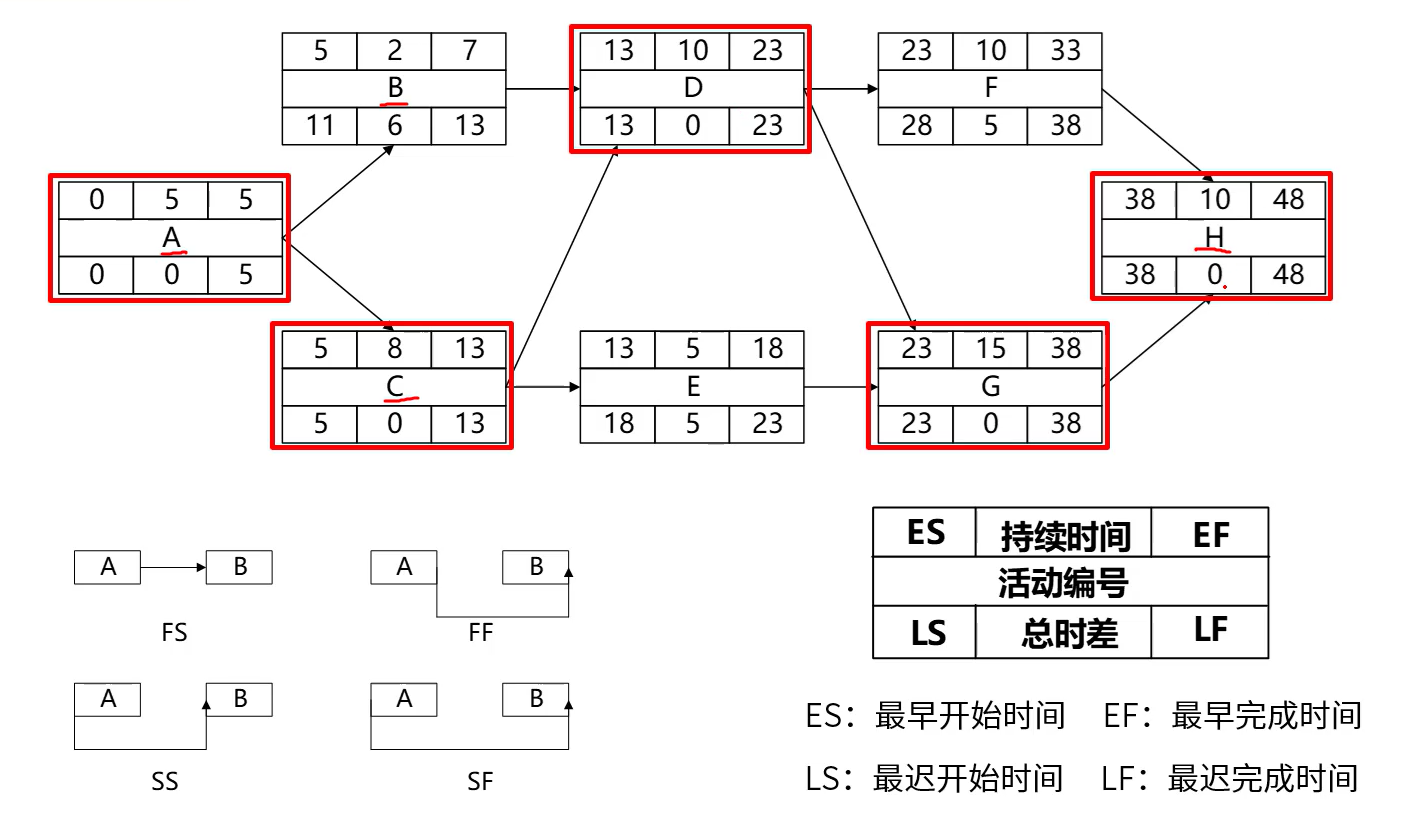 5 2 7
B
11 6 13
13 10 23
D
13 0 23
23 10 33
F
28 5 38
0 5 5
A
0 0 5
38 10 48
H
38 0 48
5 8 13
C
5 0 13
13 5 18
E
18 5 23
23 15 38
G
23 0 38
A B
FS
A B
FF
A B
SS
A B
SF
ES 持续时间 EF
活动编号
LS 总时差 LF
ES：最早开始时间 EF：最早完成时间
LS：最迟开始时间 LF：最迟完成时间